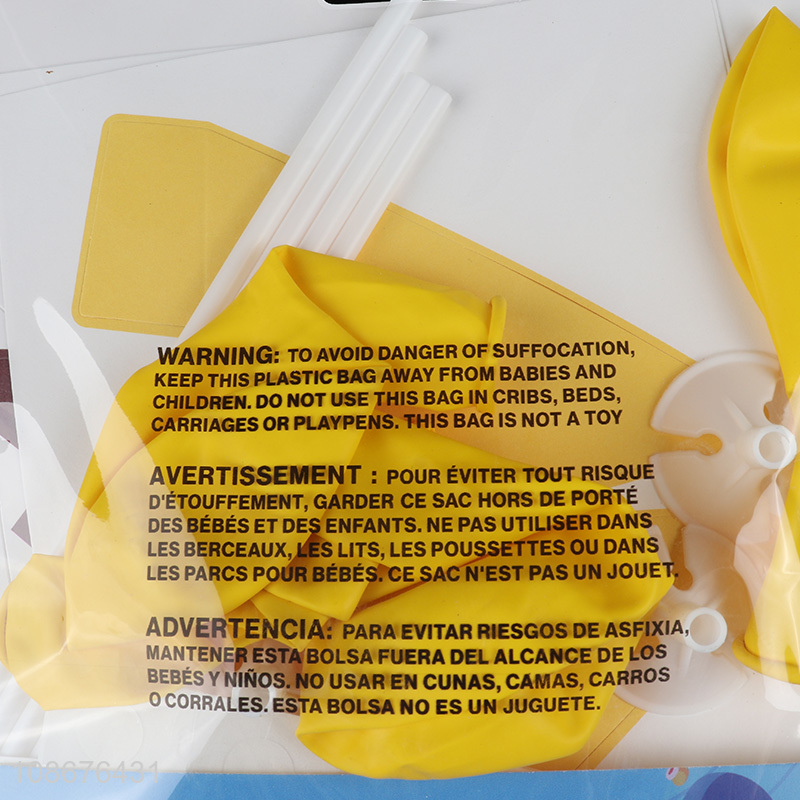 WARNING: TO AVOID DANGER OF SUFFOCATION,
KEEP THIS PLASTIC BAG AWAY FROM BABIES AND
CHILDREN. DO NOT USE THIS BAG IN CRIBS, BEDS,
CARRIAGES OR PLAYPENS. THIS BAG IS NOT A TOY
AVERTISSEMENT : POUR ÉVITER TOUT RISQUE
D'ÉTOUFFEMENT, GARDER CE SAC HORS DE PORTÉ
DES BÉBÉS ET DES ENFANTS. NE PAS UTILISER DANS
LES BERCEAUX, LES LITS, LES POUSSETTES OU DANS
LES PARCS POUR BÉBÉS. CE SAC N'EST PAS UN JOUET.
ADVERTENCIA: PARA EVITAR RIESGOS DE ASFIXIA,
MANTENER ESTA BOLSA FUERA DEL ALCANCE DE LOS
BEBÉS Y NIÑOS. NO USAR EN CUNAS, CAMAS, CARROS
O CORRALES. ESTA BOLSA NO ES UN JUGUETE.